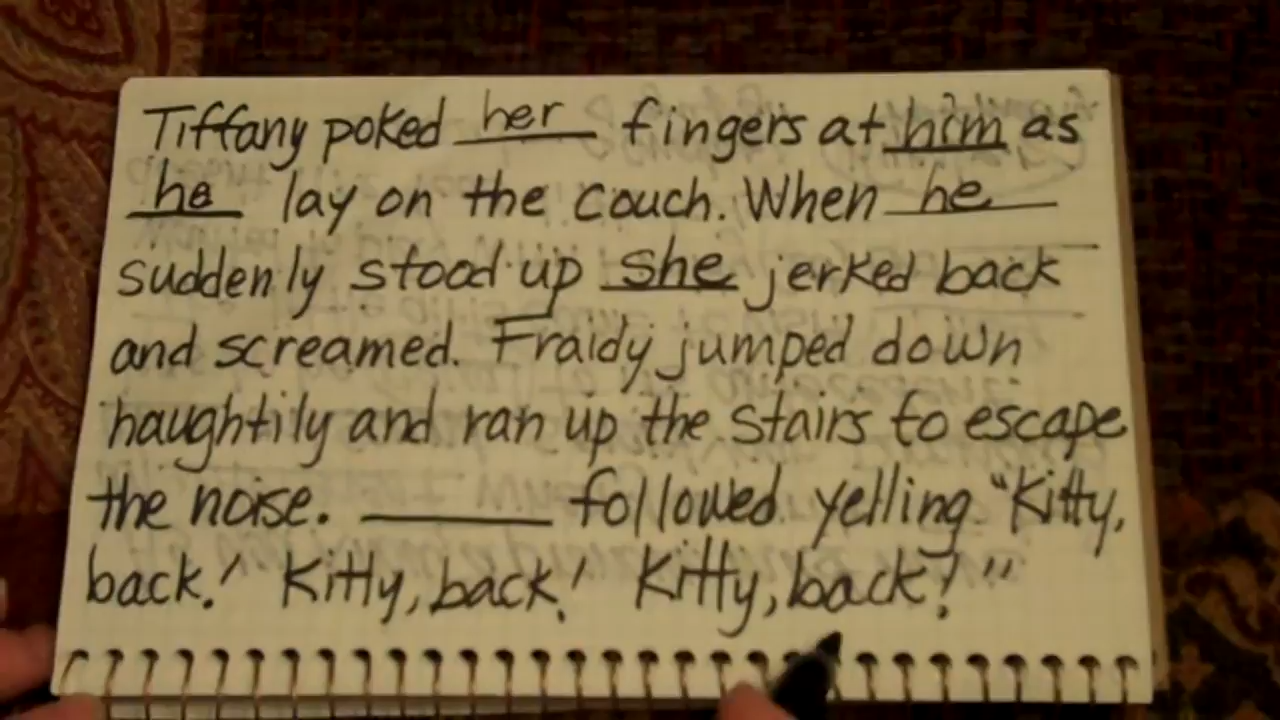 Tiffany poked her fingers at him as
he lay on the couch. When he
suddenly stood up she jerked back
and screamed. Fraidy jumped down
haughtily and ran up the stairs to escape
the noise. ______ followed yelling "Kitty,
back! Kitty, back! Kitty, back!"